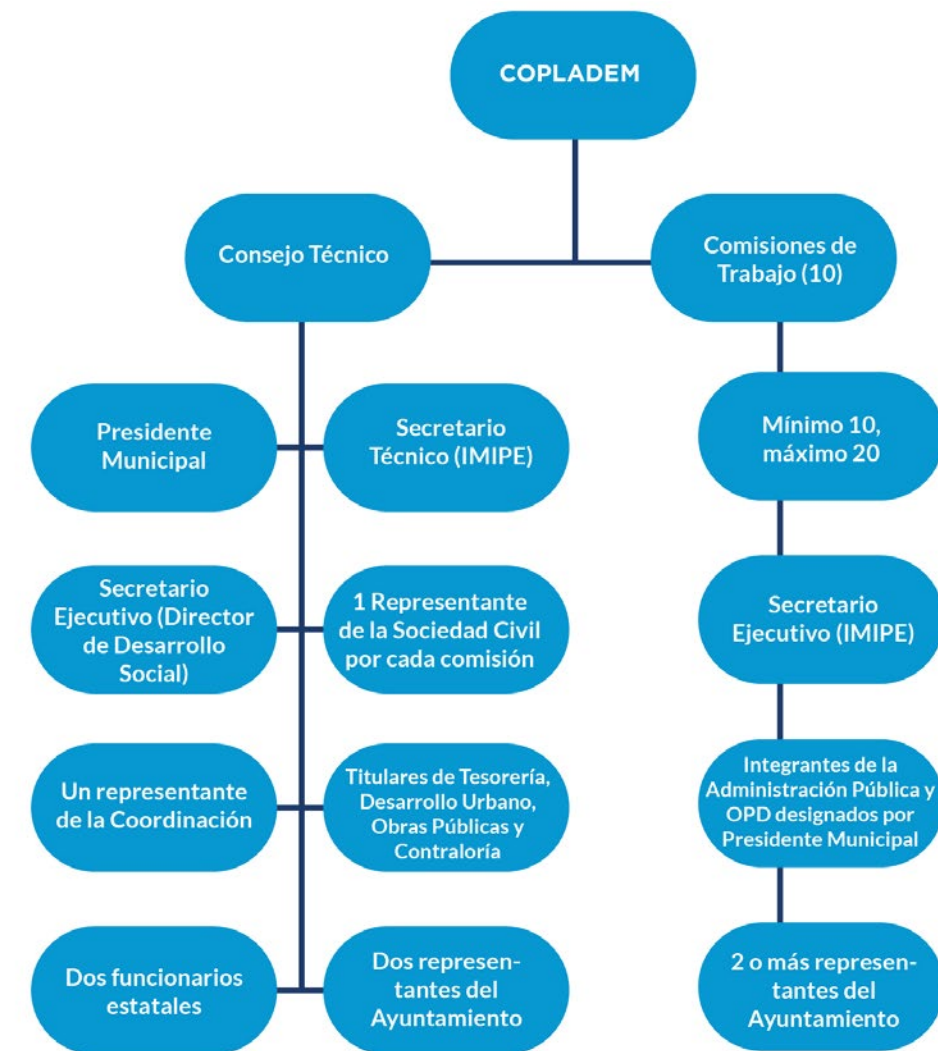 COPLADEM
Consejo Técnico
Comisiones de
Trabajo (10)
Presidente
Municipal
Secretario
Técnico (IMIPE)
Mínimo 10,
máximo 20
Secretario
Ejecutivo (Director
de Desarrollo
Social)
1 Representante
de la Sociedad Civil
por cada comisión
Secretario
Ejecutivo (IMIPE)
Un representante
de la Coordinación
Titulares de Tesorería,
Desarrollo Urbano,
Obras Públicas y
Contraloría
Integrantes de la
Administración Pública y
OPD designados por
Presidente Municipal
Dos funcionarios
estatales
Dos represen-
tantes del
Ayuntamiento
2 o más represen-
tantes del
Ayuntamiento